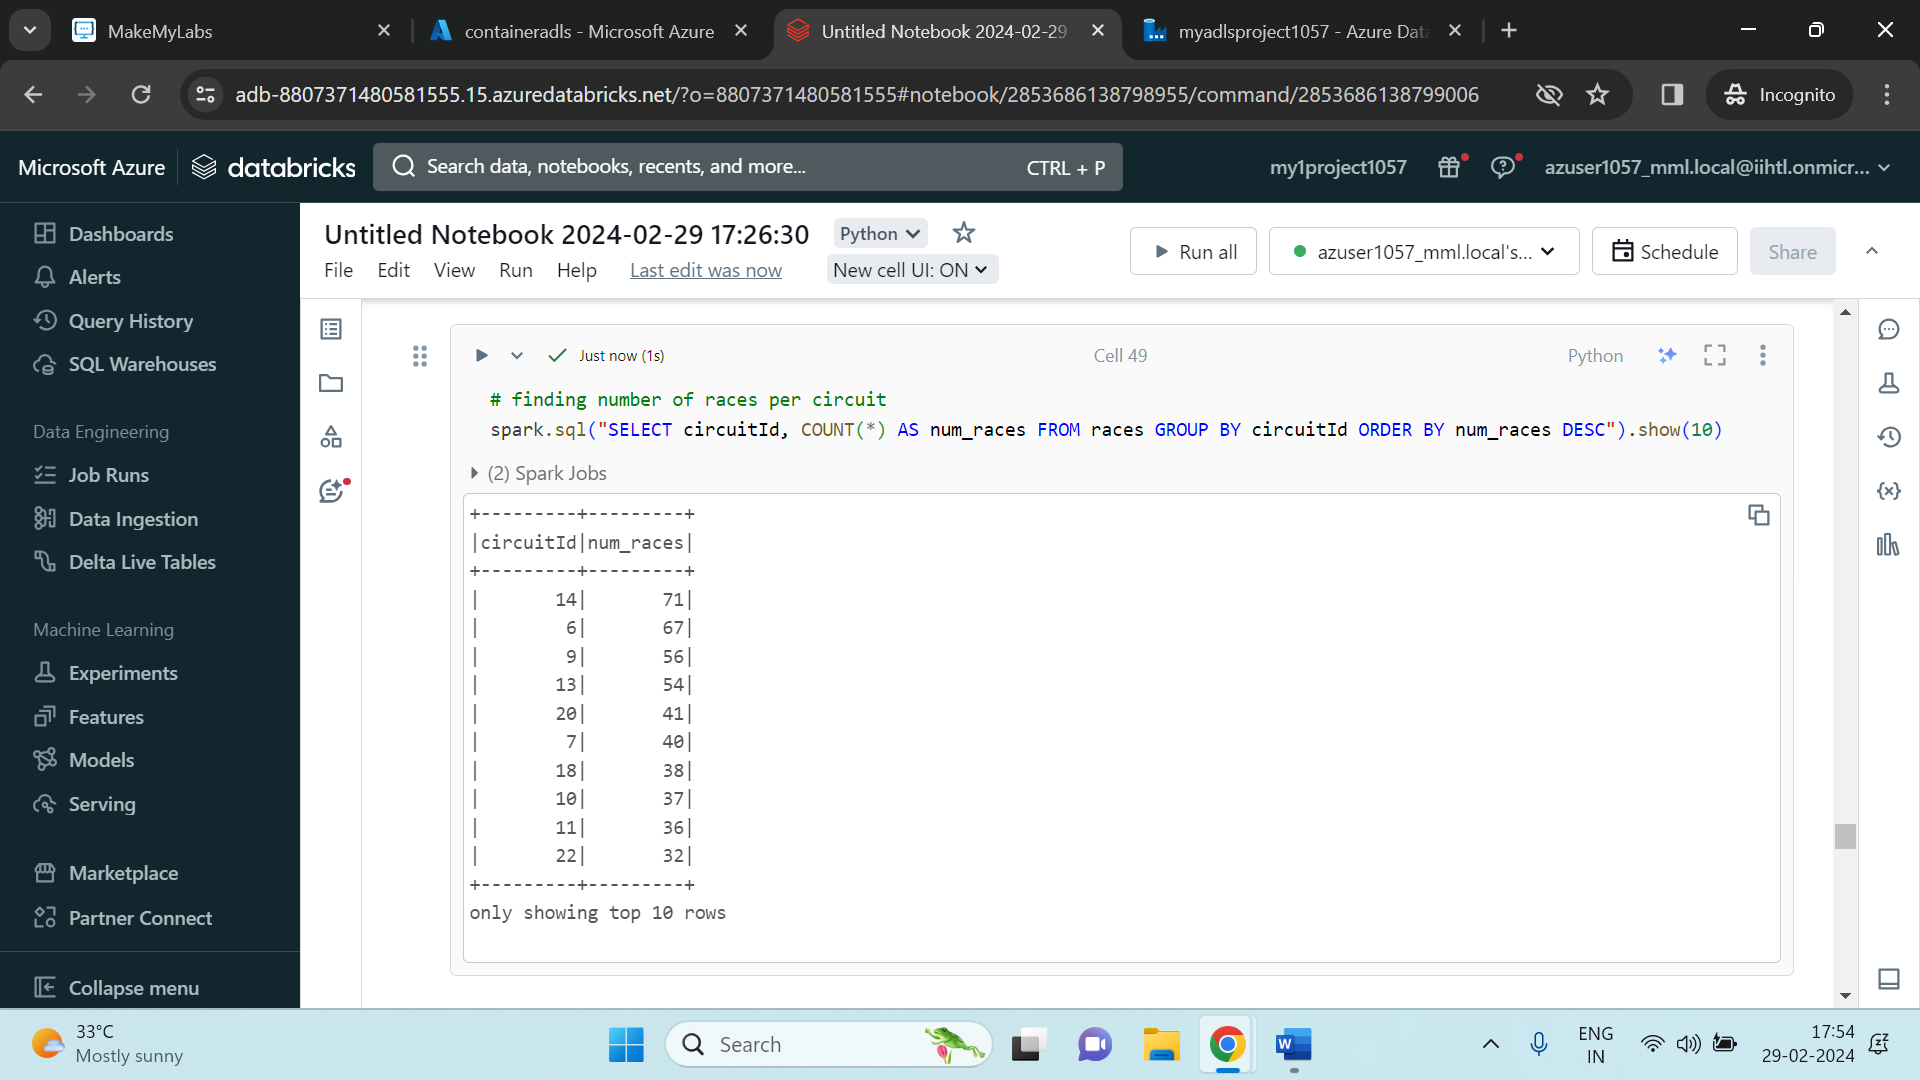 MakeMyLabs
containeradls - Microsoft Azure
Untitled Notebook 2024-02-29
myadlsproject1057 - Azure Data
adb-8807371480581555.15.azuredatabricks.net/?o=8807371480581555#notebook/2853686138798955/command/2853686138799006
Incognito
Microsoft Azure
databricks
Search data, notebooks, recents, and more...
CTRL + P
my1project1057
azuser1057_mml.local@iihtl.onmicr...
Dashboards
Alerts
Query History
SQL Warehouses
Data Engineering
Job Runs
Data Ingestion
Delta Live Tables
Machine Learning
Experiments
Features
Models
Serving
Marketplace
Partner Connect
Collapse menu
Untitled Notebook 2024-02-29 17:26:30
Python
File Edit View Run Help Last edit was now
New cell UI: ON
Run all
azuser1057_mml.local's...
Schedule
Share
Just now (1s)
Cell 49
Python
# finding number of races per circuit
spark.sql("SELECT circuitId, COUNT(*) AS num_races FROM races GROUP BY circuitId ORDER BY num_races DESC").show(10)
(2) Spark Jobs
+---------+---------+
|circuitId|num_races|
+---------+---------+
|       14|       71|
|        6|       67|
|        9|       56|
|       13|       54|
|       20|       41|
|        7|       40|
|       18|       38|
|       10|       37|
|       11|       36|
|       22|       32|
+---------+---------+
only showing top 10 rows
33°C
Mostly sunny
Search
ENG
IN
17:54
29-02-2024